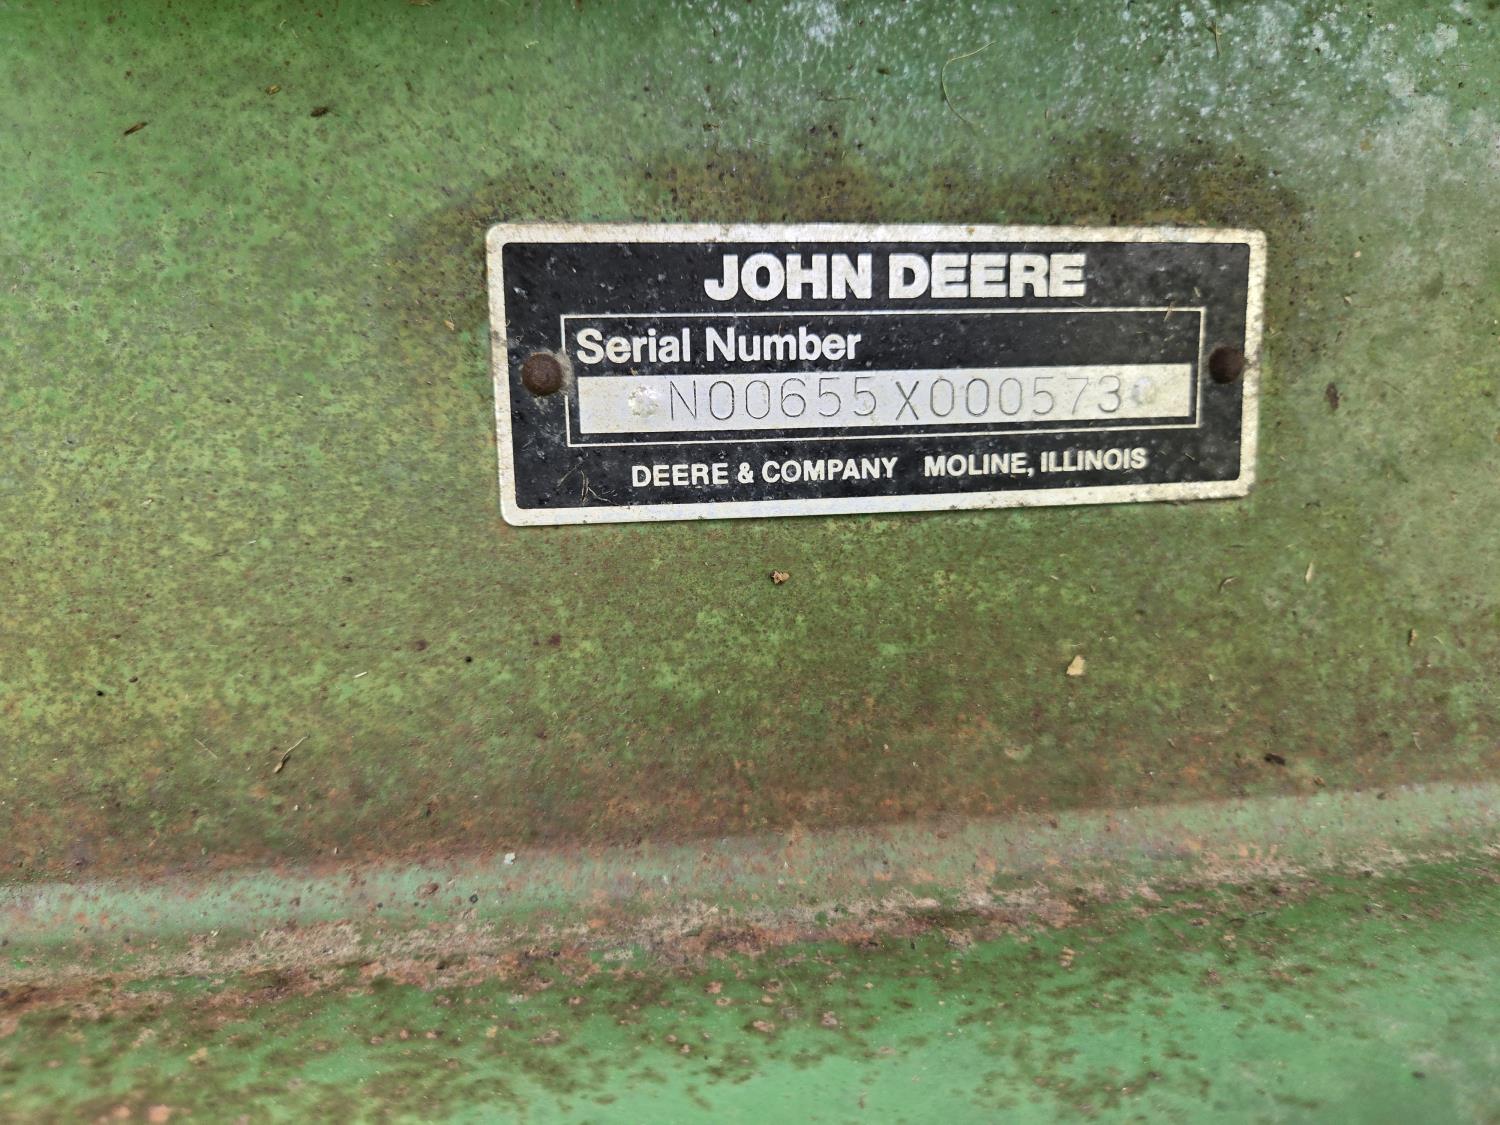 JOHN DEERE
Serial Number
N00655X000573
DEERE & COMPANY MOLINE, ILLINOIS